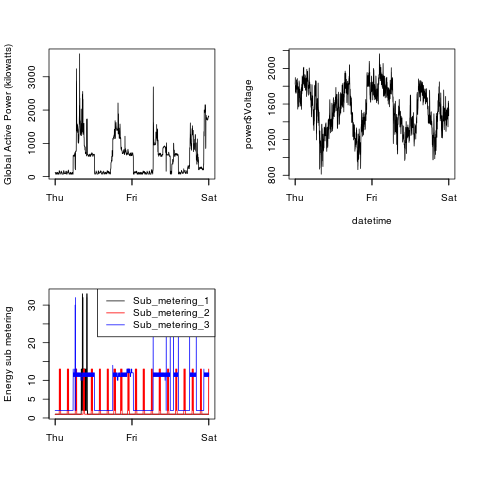 Global Active Power (kilowatts)
0
1000
2000
3000
Thu
Fri
Sat
power$Voltage
800
1200
1600
2000
Thu
Fri
Sat
datetime
Energy sub metering
0
5
10
20
30
Thu
Fri
Sat
Sub_metering_1
Sub_metering_2
Sub_metering_3